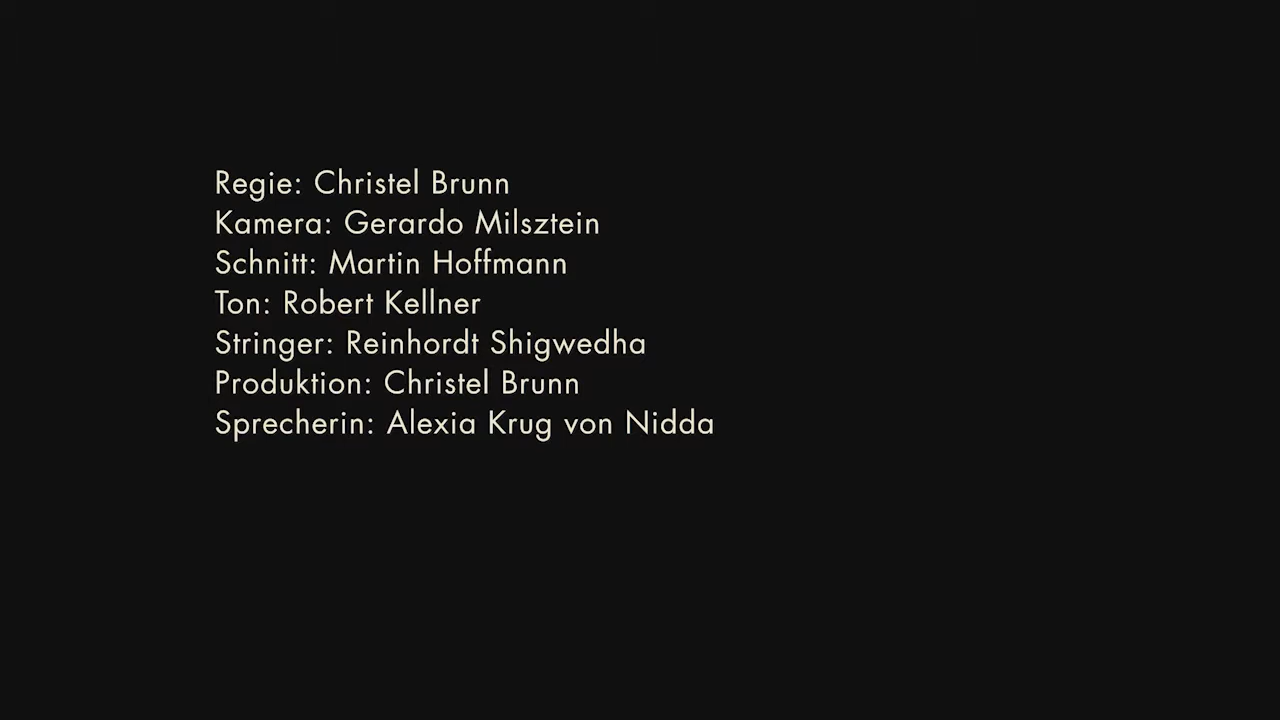 Regie: Christel Brunn
Kamera: Gerardo Milsztein
Schnitt: Martin Hoffmann
Ton: Robert Kellner
Stringer: Reinhordt Shigwedha
Produktion: Christel Brunn
Sprecherin: Alexia Krug von Nidda